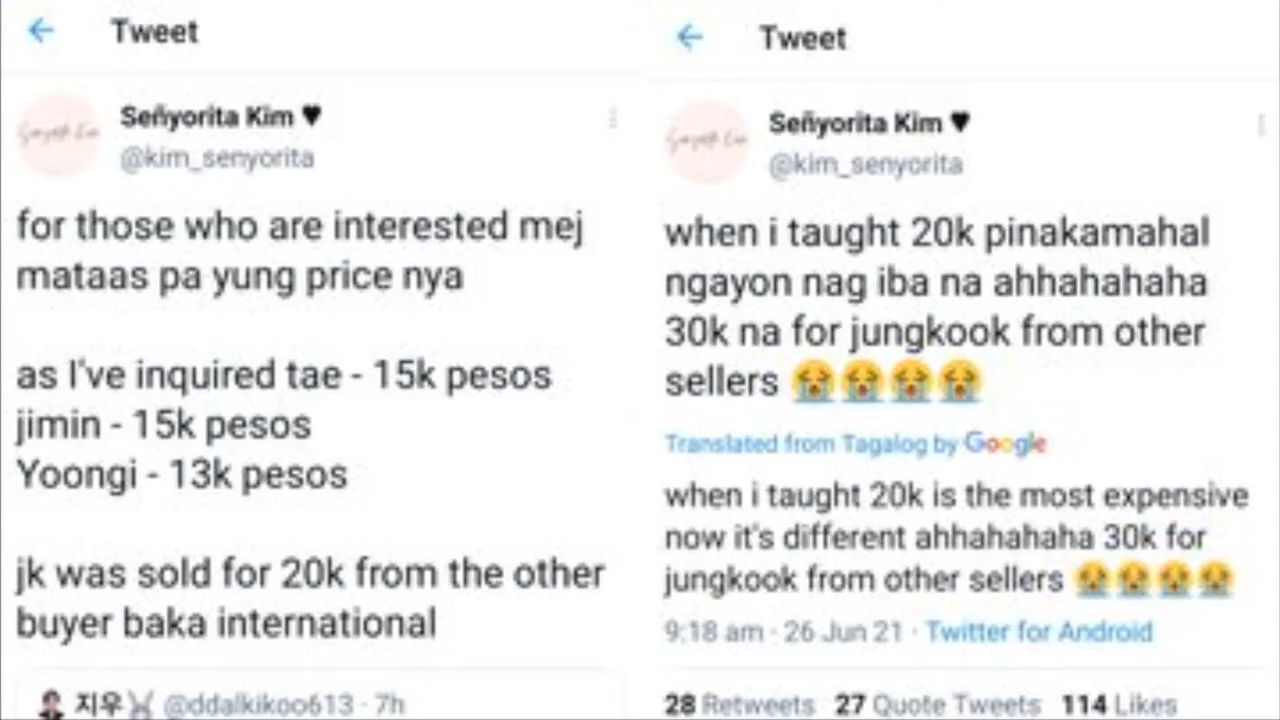 Tweet
Señyorita Kim ♥
@kim_senyorita
for those who are interested mej
mataas pa yung price nya
as I've inquired tae - 15k pesos
jimin - 15k pesos
Yoongi - 13k pesos
jk was sold for 20k from the other
buyer baka international
지우 @ddalkikoo613 · 7h
Tweet
Señyorita Kim ♥
@kim_senyorita
when i taught 20k pinakamahal
ngayon nag iba na ahhahahaha
30k na for jungkook from other
sellers 😭😭😭😭
Translated from Tagalog by Google
when i taught 20k is the most expensive
now it's different ahhahahaha 30k for
jungkook from other sellers 😭😭😭😭
9:18 am · 26 Jun 21 · Twitter for Android
28 Retweets 27 Quote Tweets 114 Likes